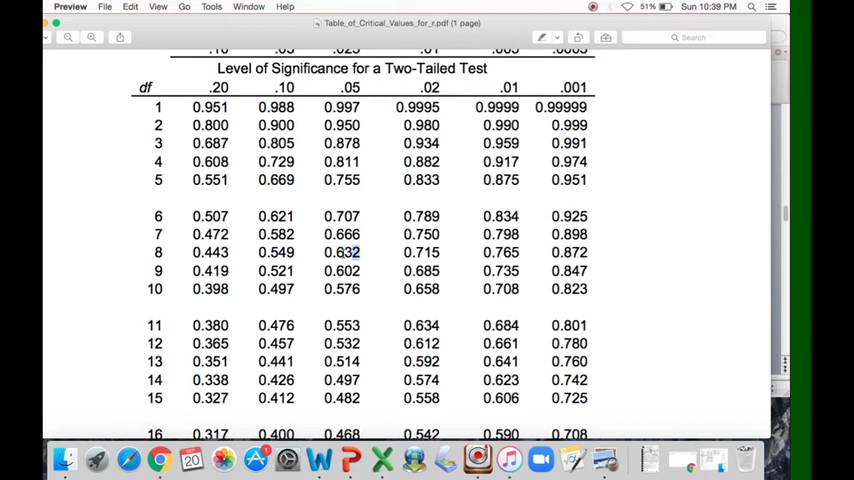 Preview File Edit View Go Tools Window Help 51% Sun 10:39 PM
Table_of_Critical_Values_for_r.pdf (1 page)
Search
.10 .05 .025 .01 .005 .0005
Level of Significance for a Two-Tailed Test
df .20 .10 .05 .02 .01 .001
1 0.951 0.988 0.997 0.9995 0.9999 0.99999
2 0.800 0.900 0.950 0.980 0.990 0.999
3 0.687 0.805 0.878 0.934 0.959 0.991
4 0.608 0.729 0.811 0.882 0.917 0.974
5 0.551 0.669 0.755 0.833 0.875 0.951
6 0.507 0.621 0.707 0.789 0.834 0.925
7 0.472 0.582 0.666 0.750 0.798 0.898
8 0.443 0.549 0.632 0.715 0.765 0.872
9 0.419 0.521 0.602 0.685 0.735 0.847
10 0.398 0.497 0.576 0.658 0.708 0.823
11 0.380 0.476 0.553 0.634 0.684 0.801
12 0.365 0.457 0.532 0.612 0.661 0.780
13 0.351 0.441 0.514 0.592 0.641 0.760
14 0.338 0.426 0.497 0.574 0.623 0.742
15 0.327 0.412 0.482 0.558 0.606 0.725
16 0.317 0.400 0.468 0.542 0.590 0.708
SEP
20